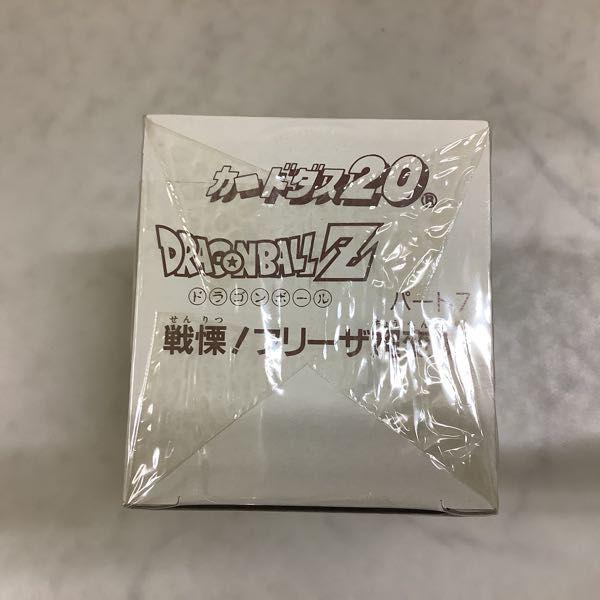 カードダス20®
DRAGONBALL Z
ドラゴンボール
パート7
せんりつ
戦慄！フリーザ